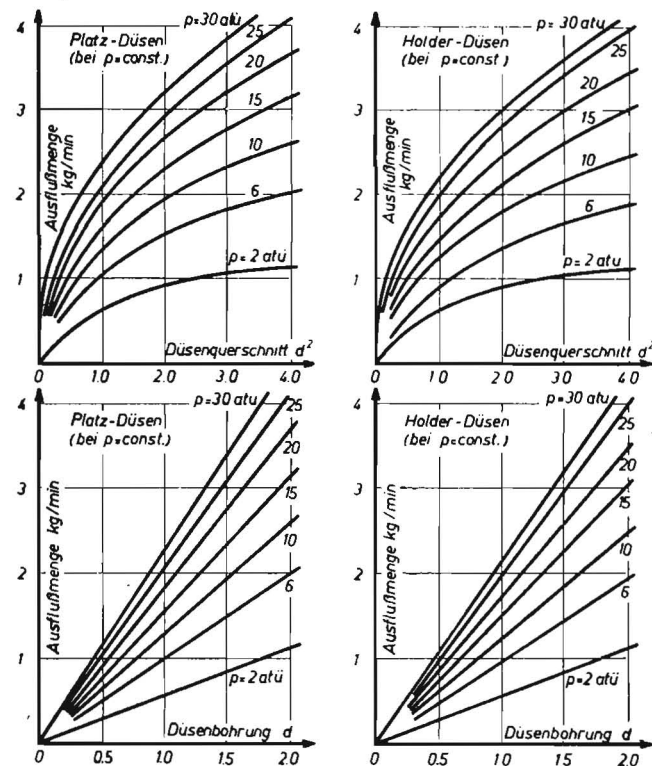 Platz-Düsen
(bei p=const.)
p=30 atü
25
20
15
10
6
p=2 atü
Ausflußmenge
kg/min
4
3
2
1
0
Düsenquerschnitt d²
0 1.0 2.0 3.0 4.0
Holder-Düsen
(bei p=const.)
p=30 atü
25
20
15
10
6
p=2 atü
Ausflußmenge
kg/min
4
3
2
1
0
Düsenquerschnitt d²
0 1.0 2.0 3.0 4.0
Platz-Düsen
(bei p=const.)
p=30 atu
25
20
15
10
6
p=2 atü
Ausflußmenge kg/min
4
3
2
1
0
Düsenbohrung d
0 0.5 1.0 1.5 2.0
Holder-Düsen
(bei p=const.)
p=30 atu
25
20
15
10
6
p=2 atü
Ausflußmenge kg/min
4
3
2
1
0
Düsenbohrung d
0 0.5 1.0 1.5 2.0